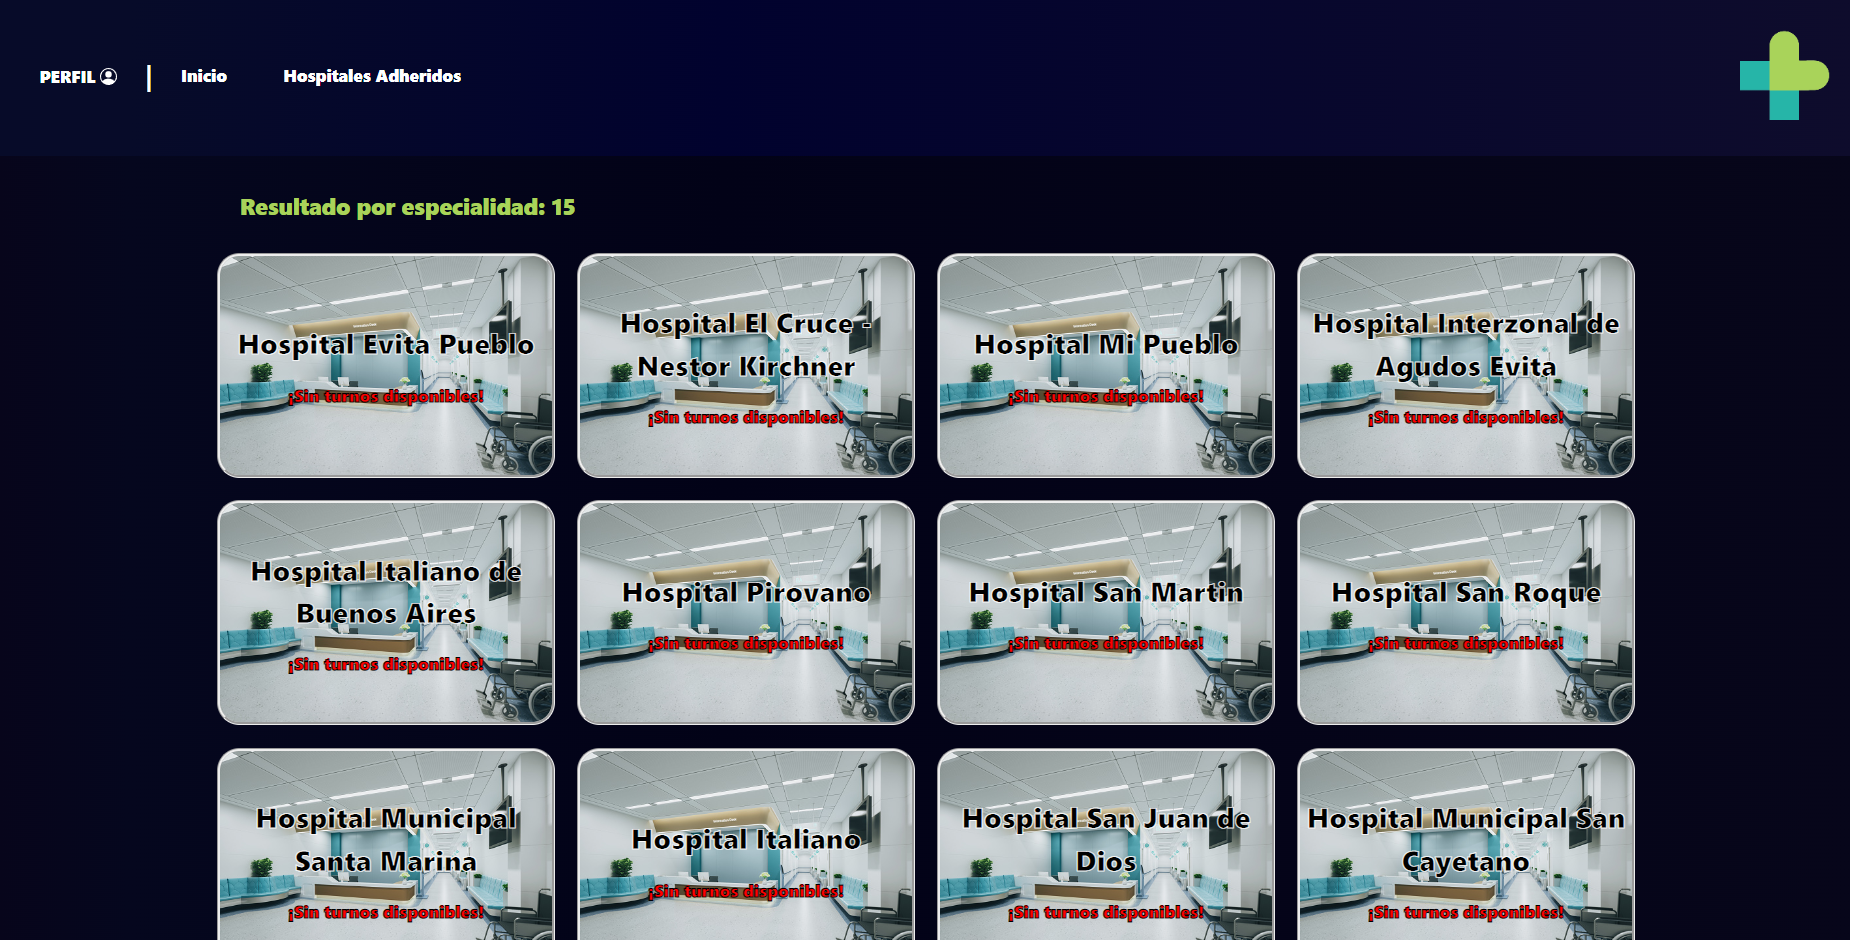 PERFIL
Inicio
Hospitales Adheridos
Resultado por especialidad: 15
Hospital Evita Pueblo
¡Sin turnos disponibles!
Hospital El Cruce -
Nestor Kirchner
¡Sin turnos disponibles!
Hospital Mi Pueblo
¡Sin turnos disponibles!
Hospital Interzonal de
Agudos Evita
¡Sin turnos disponibles!
Hospital Italiano de
Buenos Aires
¡Sin turnos disponibles!
Hospital Pirovano
¡Sin turnos disponibles!
Hospital San Martin
¡Sin turnos disponibles!
Hospital San Roque
¡Sin turnos disponibles!
Hospital Municipal
Santa Marina
¡Sin turnos disponibles!
Hospital Italiano
¡Sin turnos disponibles!
Hospital San Juan de
Dios
¡Sin turnos disponibles!
Hospital Municipal San
Cayetano
¡Sin turnos disponibles!